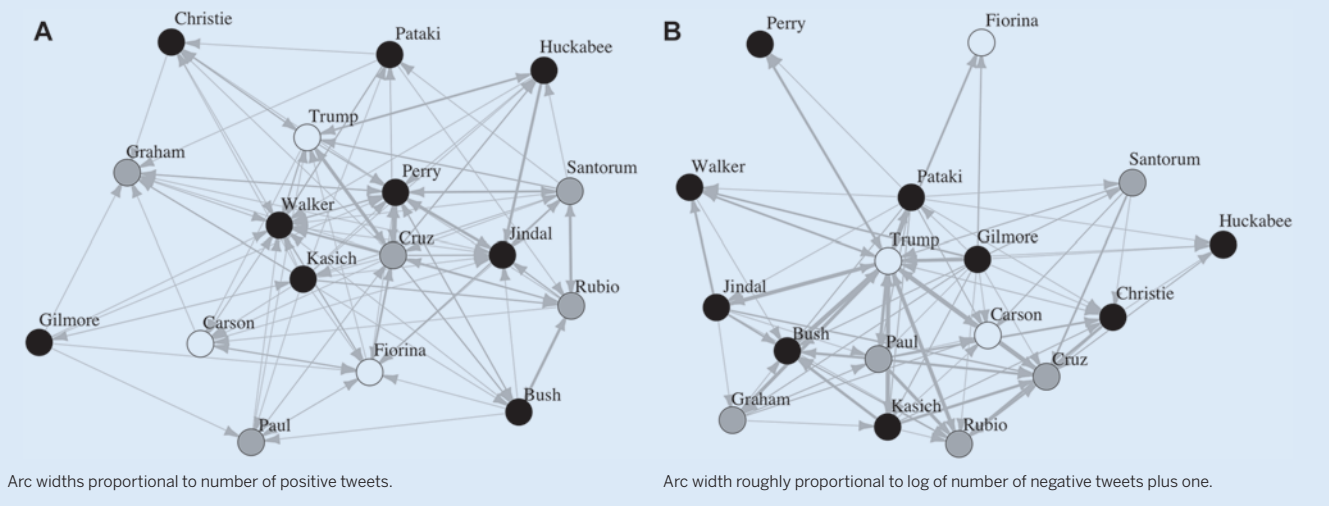 A
Christie
Pataki
Huckabee
Trump
Graham
Perry
Santorum
Walker
Cruz
Jindal
Kasich
Rubio
Gilmore
Carson
Fiorina
Bush
Paul
Arc widths proportional to number of positive tweets.
B
Perry
Fiorina
Walker
Pataki
Santorum
Huckabee
Trump
Gilmore
Jindal
Christie
Bush
Paul
Carson
Cruz
Graham
Kasich
Rubio
Arc width roughly proportional to log of number of negative tweets plus one.